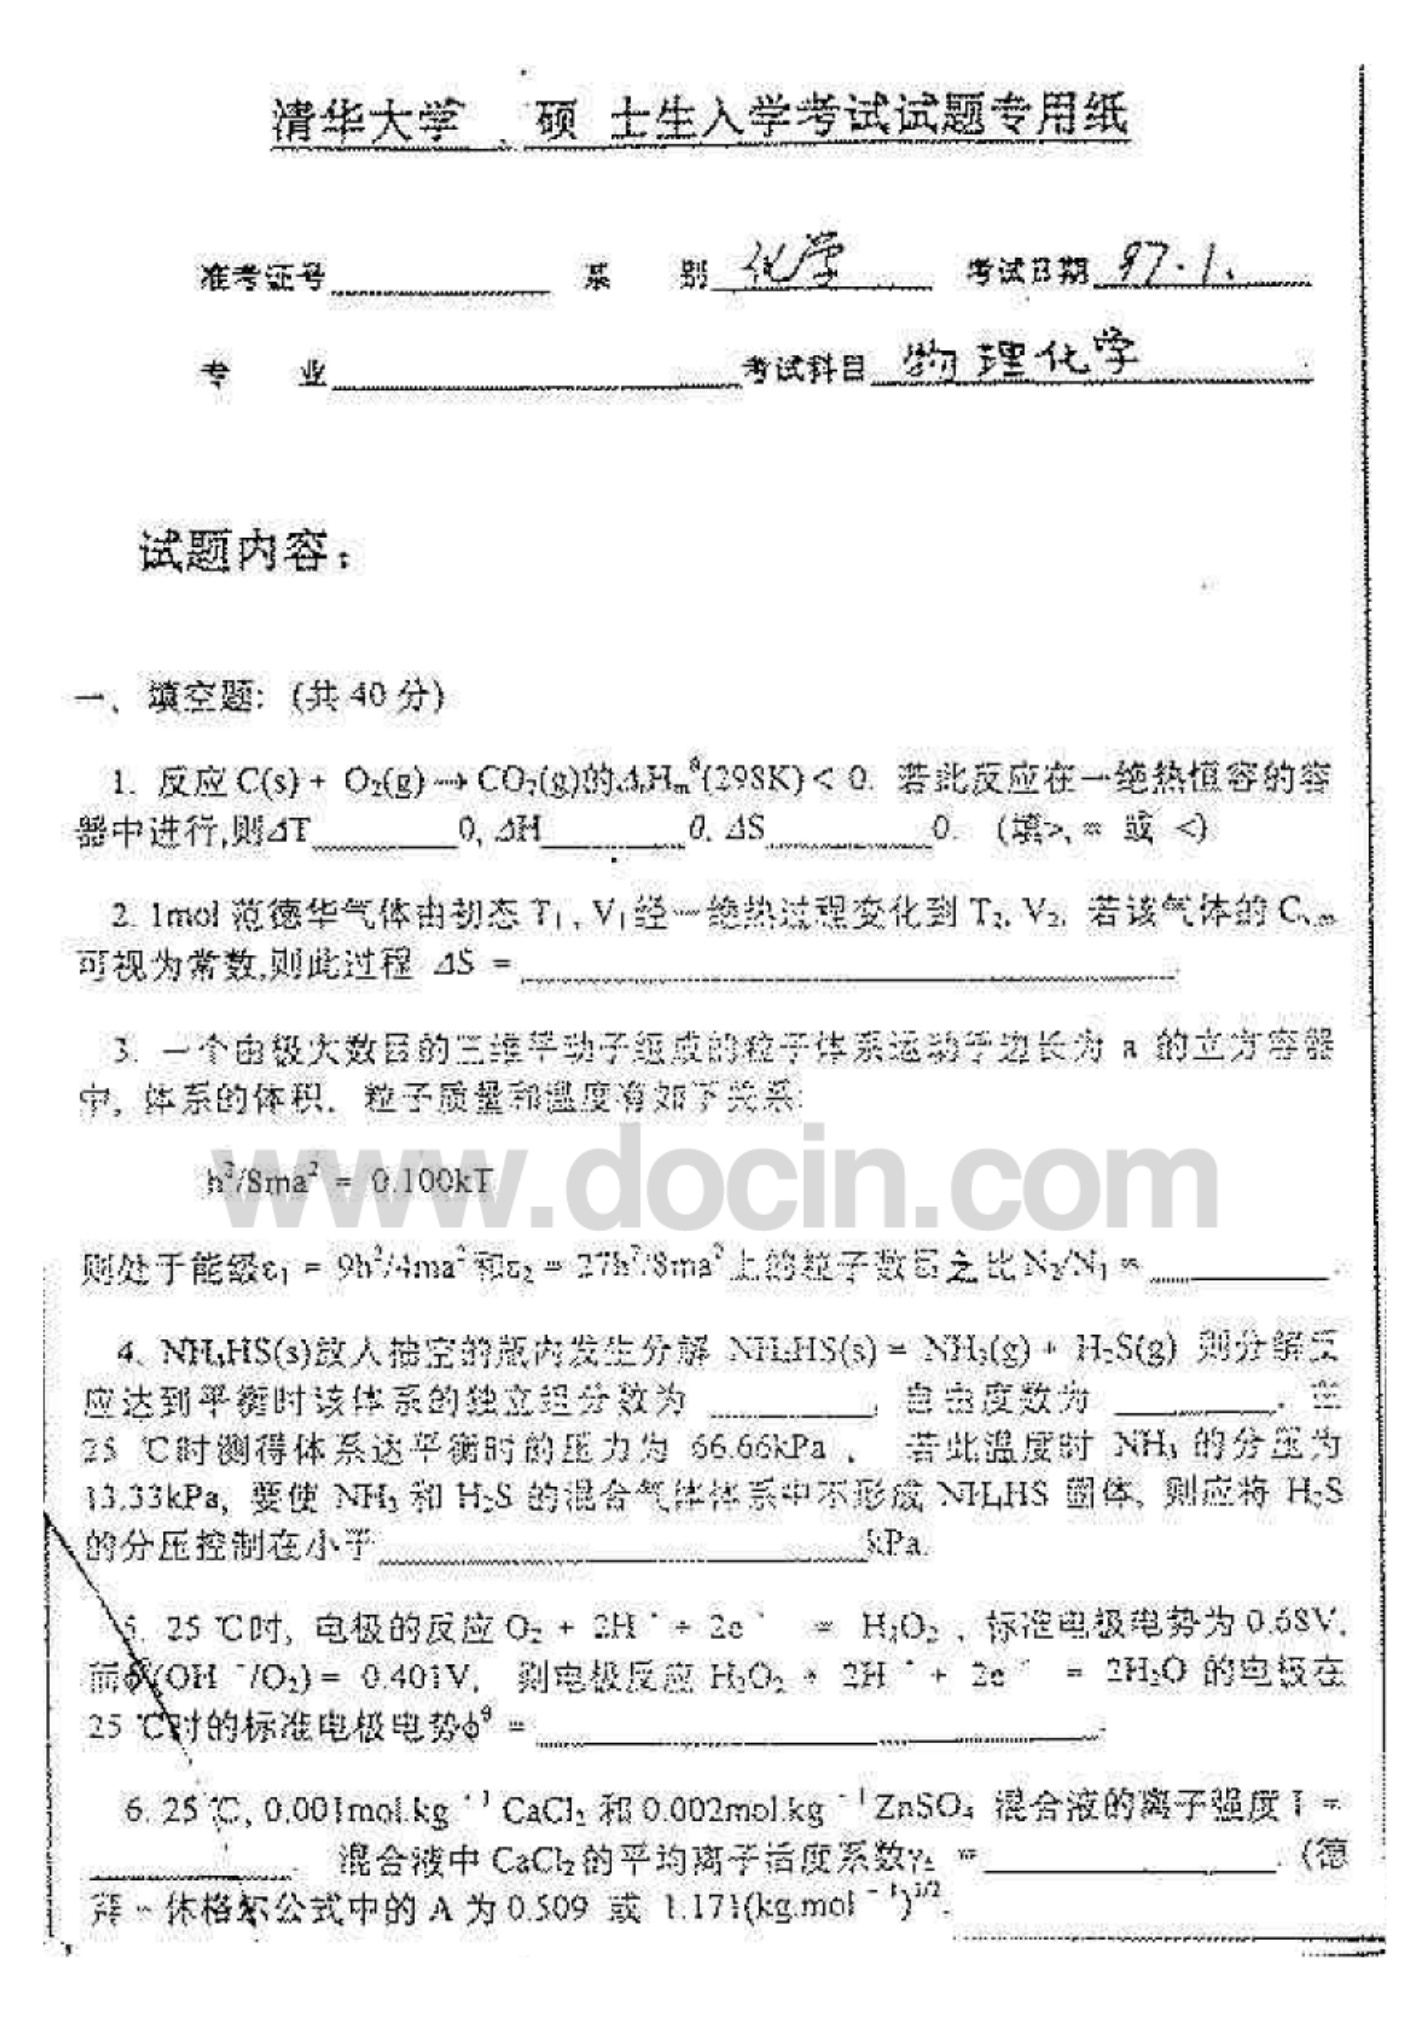 清华大学 硕 士生入学考试试题专用纸
准考证号 系 别 化学 考试日期 97.1.
专 业 考试科目 物理化学
试题内容:
一、填空题: (共 40 分)
1. 反应 C(s) + O₂(g) → CO₂(g)的ΔᵣHₘ^θ(298K) < 0. 若此反应在一绝热恒容的容
器中进行,则ΔT 0, ΔH 0, ΔS 0. (填>, = 或 <)
2. 1mol 范德华气体由初态 T₁, V₁ 经一绝热过程变化到 T₂, V₂, 若该气体的 Cᵥ,ₘ
可视为常数,则此过程 ΔS =
3. 一个由极大数目的三维平动子组成的粒子体系运动于边长为 a 的立方容器
中, 体系的体积, 粒子质量和温度有如下关系:
h²/8ma² = 0.100kT
www.docin.com
则处于能级ε₁ = 9h²/4ma² 和ε₂ = 27h²/8ma² 上的粒子数目之比 N₂/N₁ = .
4、NH₄HS(s)放入抽空的瓶内发生分解 NH₄HS(s) = NH₃(g) + H₂S(g) 则分解反
应达到平衡时该体系的独立组分数为 , 自由度数为 . 在
25 ℃时测得体系达平衡时的压力为 66.66kPa , 若此温度时 NH₃ 的分压为
13.33kPa, 要使 NH₃ 和 H₂S 的混合气体体系中不形成 NH₄HS 固体, 则应将 H₂S
的分压控制在小于 kPa.
5. 25 ℃时, 电极的反应 O₂ + 2H⁺ + 2e⁻ = H₂O₂ , 标准电极电势为 0.68V,
而ϕ^θ(OH⁻/O₂) = 0.401V, 则电极反应 H₂O₂ + 2H⁺ + 2e⁻ = 2H₂O 的电极在
25 ℃时的标准电极电势ϕ^θ = .
6. 25 ℃, 0.001mol.kg⁻¹ CaCl₂ 和 0.002mol.kg⁻¹ ZnSO₄ 混合液的离子强度 I =
. 混合液中 CaCl₂ 的平均离子活度系数γ± = . (德
拜 - 休格尔公式中的 A 为 0.509 或 1.171(kg.mol⁻¹)^1/2.